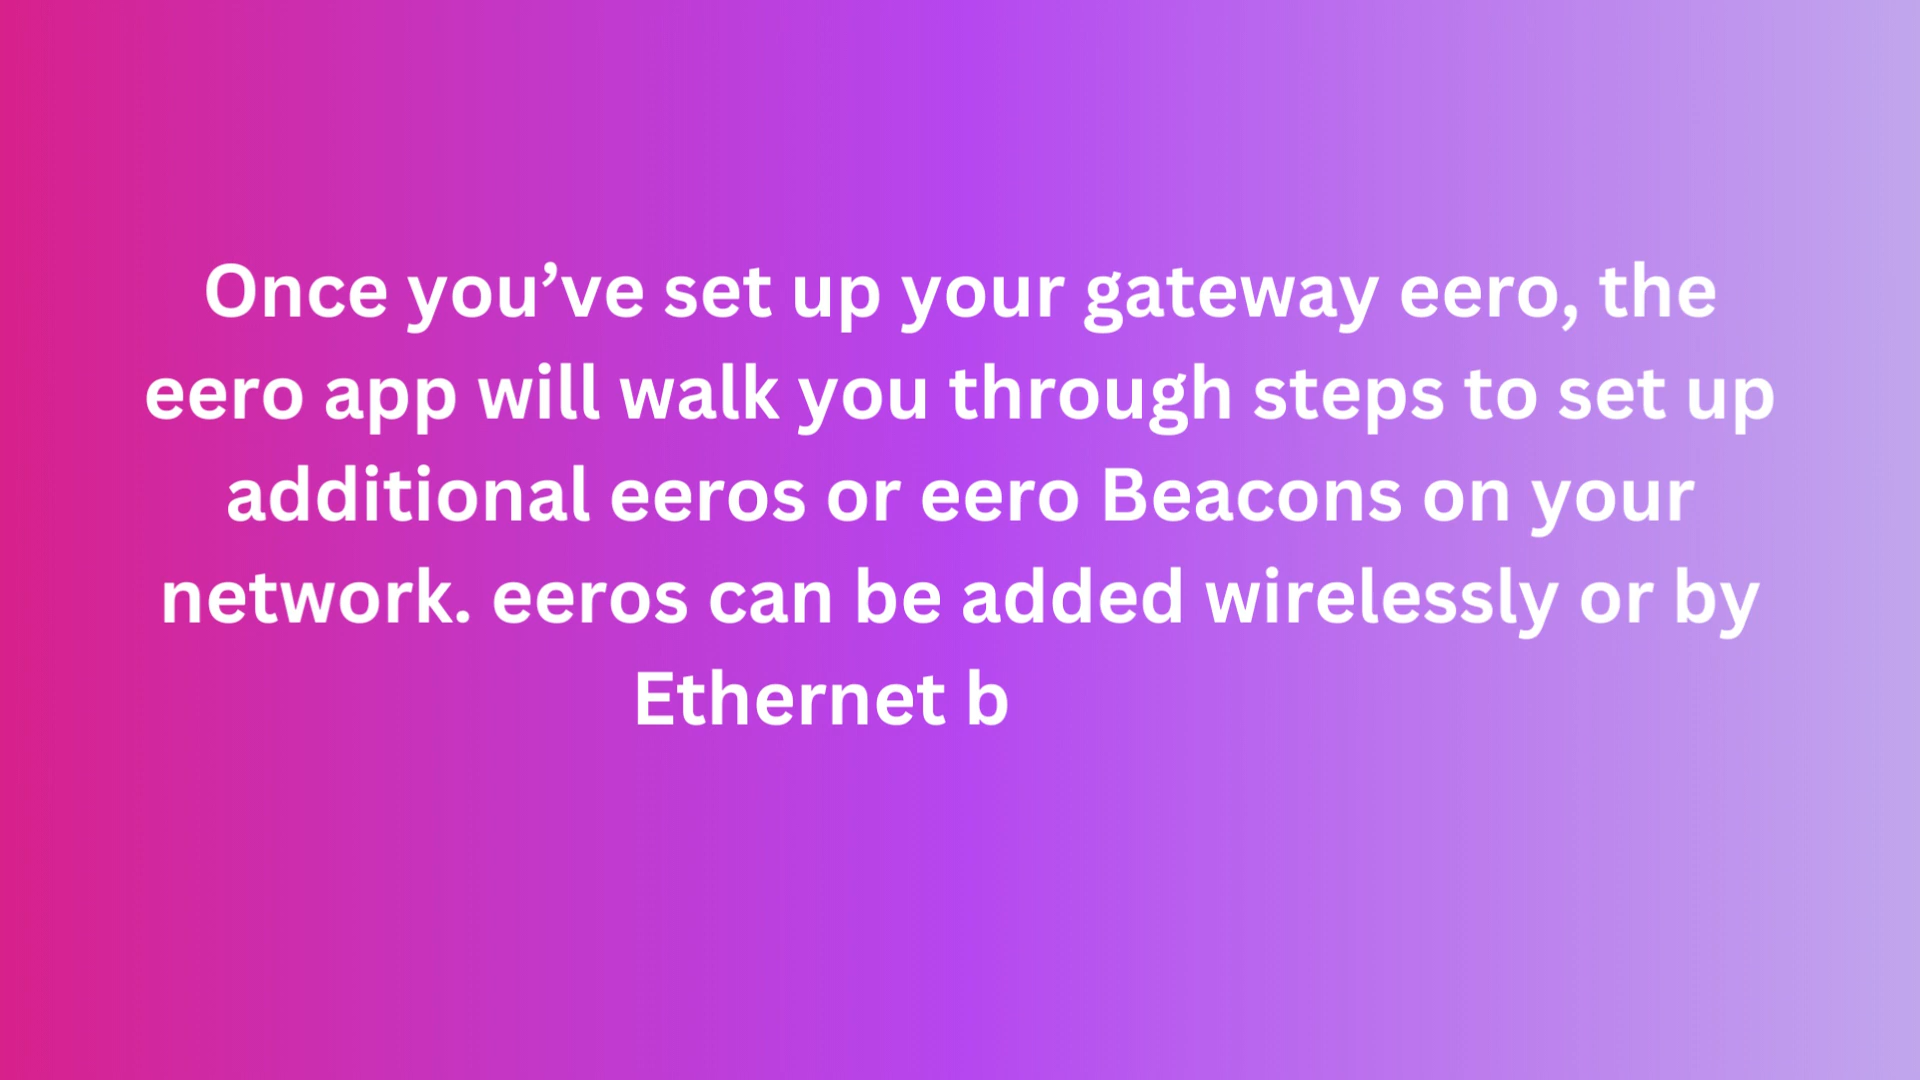 Once you’ve set up your gateway eero, the
eero app will walk you through steps to set up
additional eeros or eero Beacons on your
network. eeros can be added wirelessly or by
Ethernet b